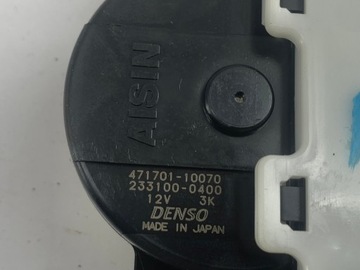 AISIN
471701-10070
233100-0400
12V 3K
DENSO
MADE IN JAPAN